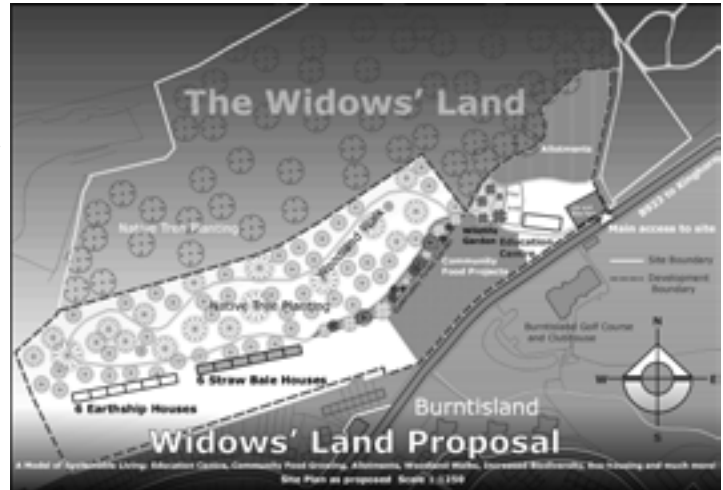 The Widows' Land
Allotments
B923 to Kinghorn
Native Tree Planting
Woodland Walk
Wildlife
Garden
Education
Centre
Main access to site
Community
Food Projects
Site Boundary
Development
Boundary
Native Tree Planting
Burntisland Golf Course
and Clubhouse
N
W
E
S
6 Straw Bale Houses
6 Earthship Houses
Burntisland
Widows' Land Proposal
A Model of Sustainable Living: Education Centre, Community Food Growing, Allotments, Woodland Walks, Increased Biodiversity, Eco-housing and much more!
Site Plan as proposed Scale 1:1250